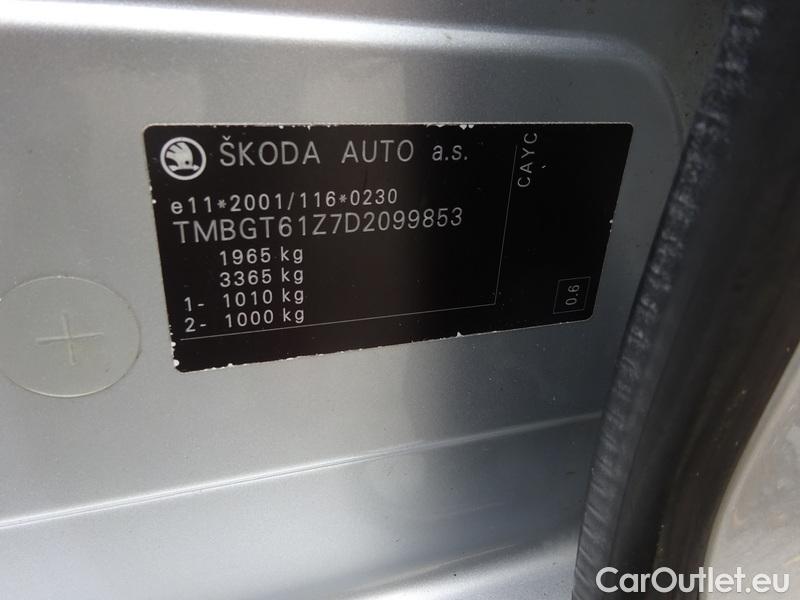 ŠKODA AUTO a.s.
e11*2001/116*0230
TMBGT61Z7D2099853
1965 kg
3365 kg
1- 1010 kg
2- 1000 kg
CAYC
0.6
CarOutlet.eu